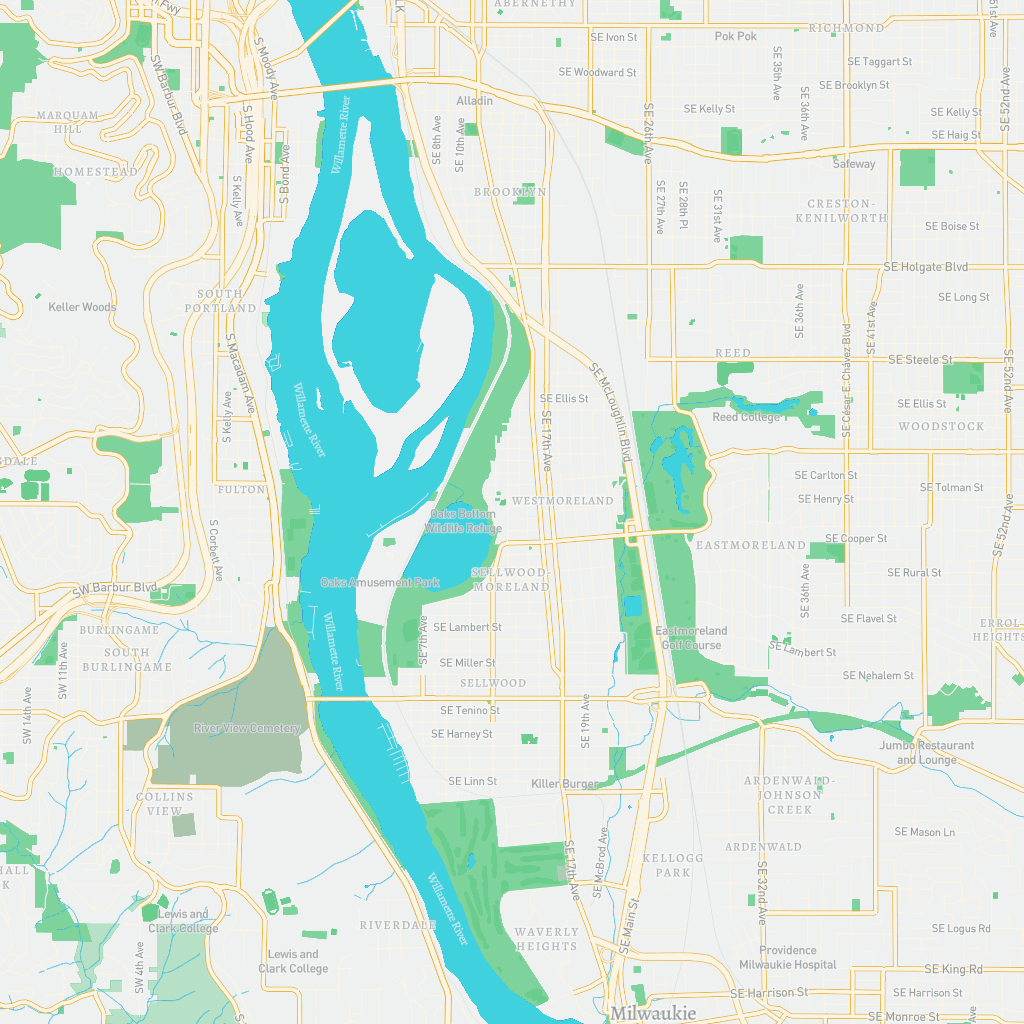 Fwy
LK
ABERNETHY
51st Ave
RICHMOND
SE Ivon St
Pok Pok
S Moody Ave
SW Barbur Blvd
SE Taggart St
SE Woodward St
SE 35th Ave
SE Brooklyn St
SE 52nd Ave
Alladin
SE 36th Ave
SE Kelly St
SE Kelly St
MARQUAM
HILL
S Hood Ave
Willamette River
SE 8th Ave
SE 10th Ave
SE 26th Ave
SE Haig St
S Bond Ave
HOMESTEAD
Safeway
S Kelly Ave
BROOKLYN
SE 27th Ave
SE 28th Pl
SE 31st Ave
CRESTON-
KENILWORTH
SE Boise St
SE Holgate Blvd
SOUTH
PORTLAND
Keller Woods
SE 36th Ave
SE Long St
SE 41st Ave
S Macadam Ave
REED
SE César E. Chávez Blvd
SE Steele St
SE 52nd Ave
SE McLoughlin Blvd
Willamette River
S Kelly Ave
SE Ellis St
SE 17th Ave
SE Ellis St
Reed College
WOODSTOCK
SDALE
SE Carlton St
FULTON
SE Tolman St
WESTMORELAND
SE Henry St
Oaks Bottom
Wildlife Refuge
S Corbett Ave
SE 52nd Ave
SE Cooper St
EASTMORELAND
SELLWOOD-
MORELAND
Oaks Amusement Park
SE Rural St
SE 36th Ave
SW Barbur Blvd
SE Flavel St
BURLINGAME
Willamette River
SE 7th Ave
SE Lambert St
Eastmoreland
Golf Course
ERROL
HEIGHTS
SOUTH
BURLINGAME
SW 11th Ave
SE Lambert St
SE Miller St
SE Nehalem St
SELLWOOD
SW 14th Ave
SE Tenino St
SE 19th Ave
River View Cemetery
SE Harney St
Jumbo Restaurant
and Lounge
SE Linn St
Killer Burger
ARDENWALD-
JOHNSON
CREEK
COLLINS
VIEW
SE Mason Ln
SE 17th Ave
SE McBrod Ave
KELLOGG
PARK
ARDENWALD
HALL
K
SE 32nd Ave
Willamette River
Lewis and
Clark College
RIVERDALE
SE Main St
WAVERLY
HEIGHTS
SE Logus Rd
SW 4th Ave
Lewis and
Clark College
Providence
Milwaukie Hospital
SE King Rd
SE Harrison St
SE Harrison St
Milwaukie
SE Monroe St
Ave